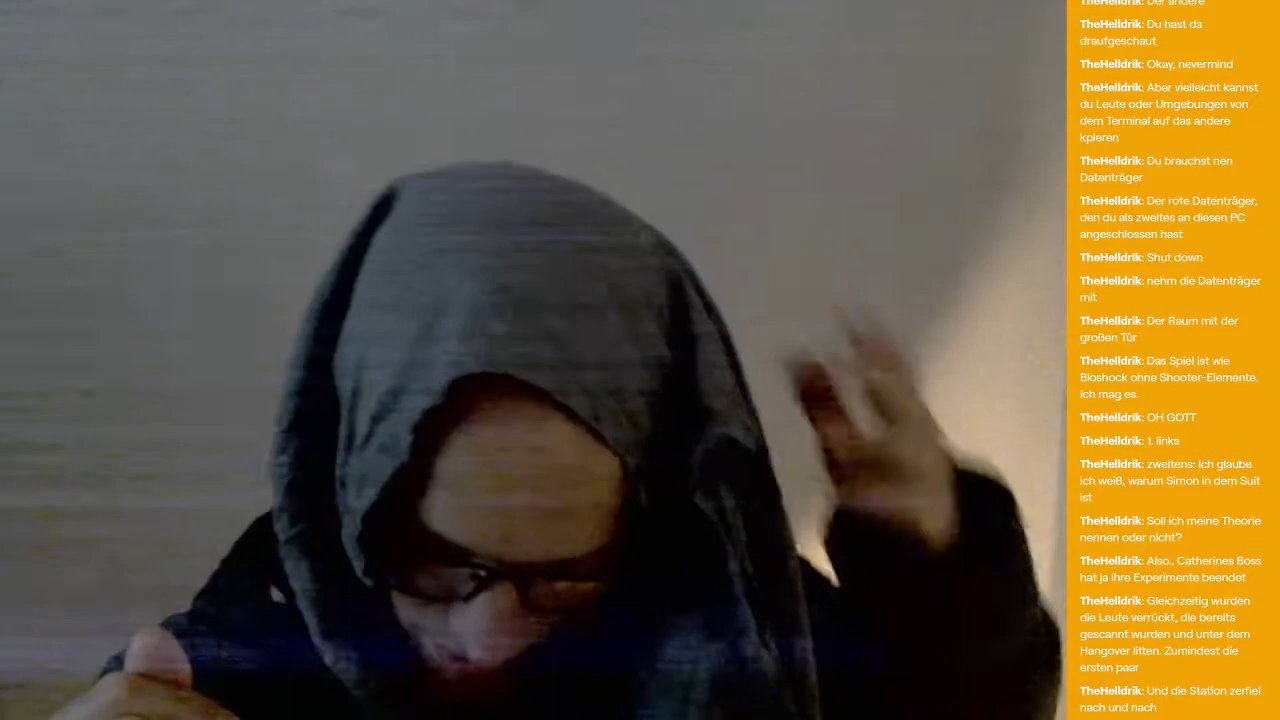 TheHelldrik: Der andere
TheHelldrik: Du hast da
draufgeschaut
TheHelldrik: Okay, nevermind
TheHelldrik: Aber vielleicht kannst
du Leute oder Umgebungen von
dem Terminal auf das andere
kpieren
TheHelldrik: Du brauchst nen
Datenträger
TheHelldrik: Der rote Datenträger,
den du als zweites an diesen PC
angeschlossen hast
TheHelldrik: Shut down
TheHelldrik: nehm die Datenträger
mit
TheHelldrik: Der Raum mit der
großen Tür
TheHelldrik: Das Spiel ist wie
Bioshock ohne Shooter-Elemente.
Ich mag es.
TheHelldrik: OH GOTT
TheHelldrik: 1. links
TheHelldrik: zweitens: Ich glaube
ich weiß, warum Simon in dem Suit
ist
TheHelldrik: Soll ich meine Theorie
nennen oder nicht?
TheHelldrik: Also.. Catherines Boss
hat ja ihre Experimente beendet
TheHelldrik: Gleichzeitig wurden
die Leute verrückt, die bereits
gescannt wurden und unter dem
Hangover litten. Zumindest die
ersten paar
TheHelldrik: Und die Station zerfiel
nach und nach